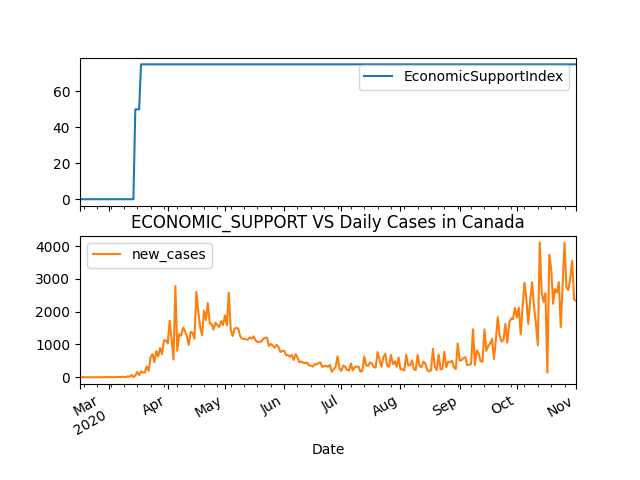 EconomicSupportIndex
60
40
20
0
ECONOMIC_SUPPORT VS Daily Cases in Canada
new_cases
4000
3000
2000
1000
0
Mar Apr May Jun Jul Aug Sep Oct Nov
2020
Date